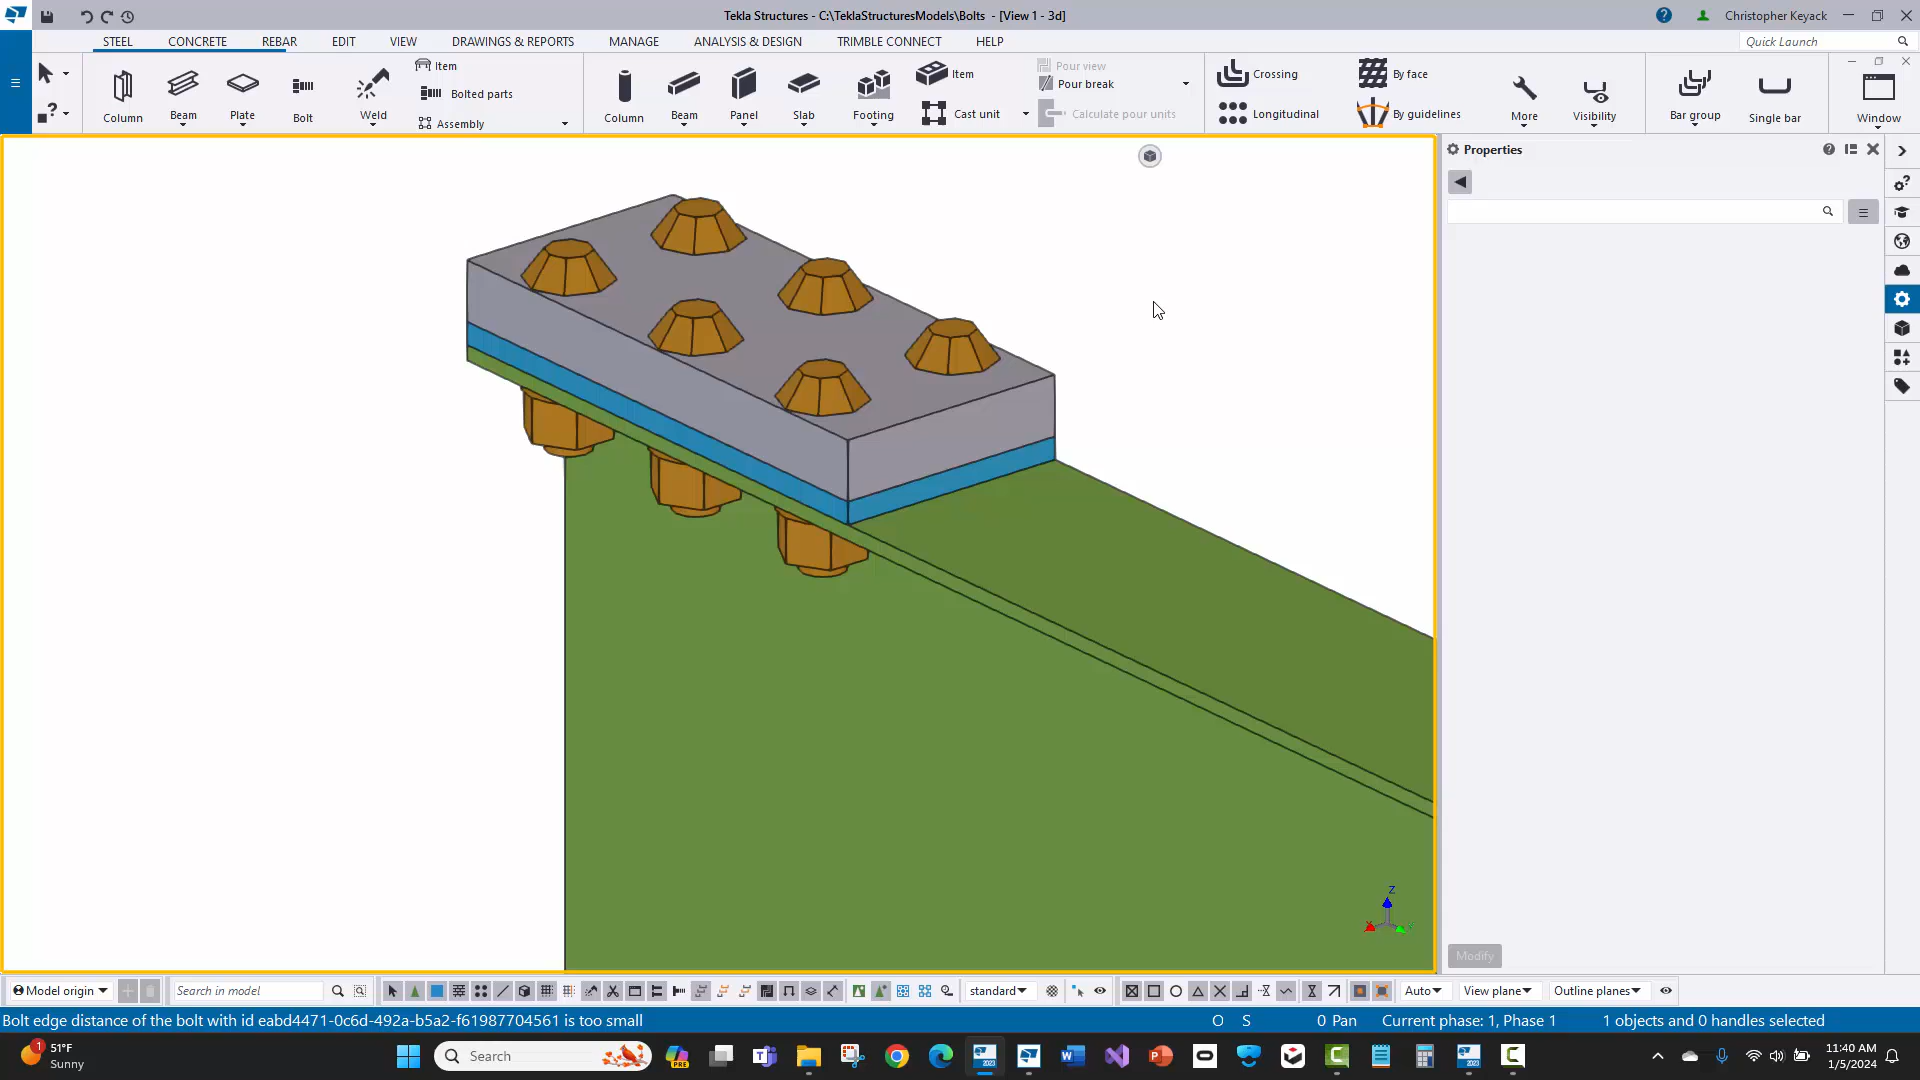 Tekla Structures - C:\TeklaStructuresModels\Bolts - [View 1 - 3d]
Christopher Keyack
STEEL CONCRETE REBAR EDIT VIEW DRAWINGS & REPORTS MANAGE ANALYSIS & DESIGN TRIMBLE CONNECT HELP
Quick Launch
Column Beam Plate Bolt Weld
Item
Bolted parts
Assembly
Column Beam Panel Slab Footing
Item
Cast unit
Pour view
Pour break
Calculate pour units
Crossing
Longitudinal
By face
By guidelines
More Visibility Bar group Single bar Window
Properties
Modify
Z
Model origin
Search in model
standard
Auto View plane Outline planes
Bolt edge distance of the bolt with id eabd4471-0c6d-492a-b5a2-f61987704561 is too small
O S 0 Pan Current phase: 1, Phase 1 1 objects and 0 handles selected
1
51°F
Sunny
Search
PRE
11:40 AM
1/5/2024